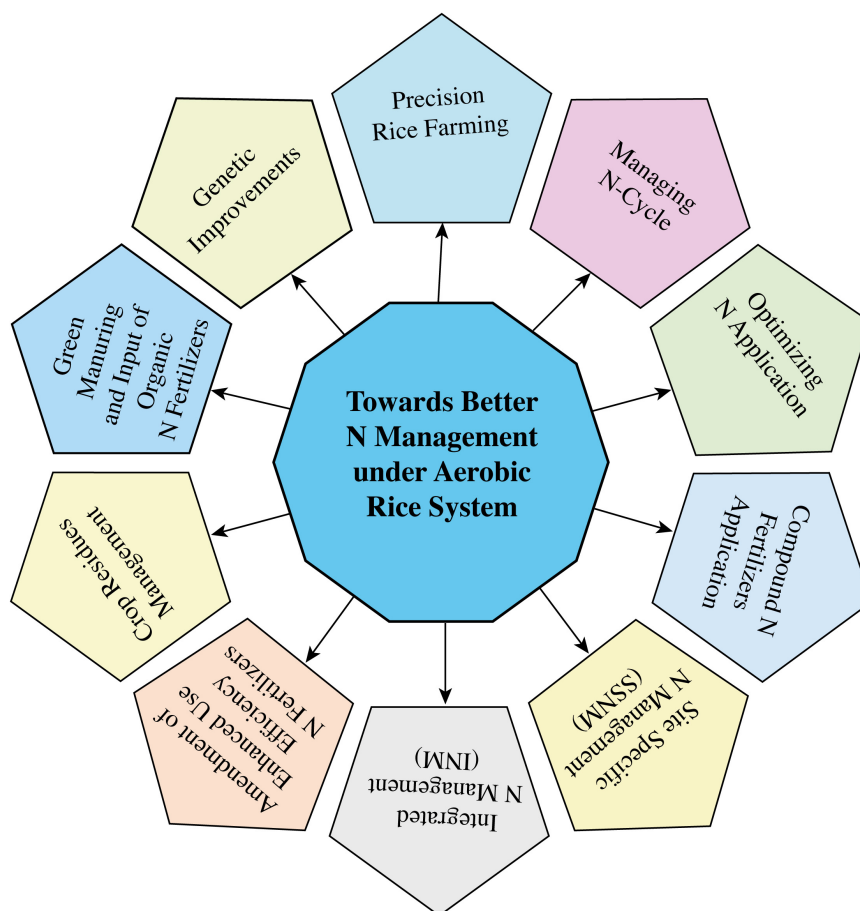 Precision
Rice Farming
Managing
N-Cycle
Optimizing
N Application
Compound N
Fertilizers
Application
Site Specific
N Management
(SSNM)
Integrated
N Management
(INM)
Amendment of
Enhanced Use
Efficiency
N Fertilizers
Crop Residues
Management
Green
Manuring
and Input of
Organic
N Fertilizers
Genetic
Improvements
Towards Better
N Management
under Aerobic
Rice System